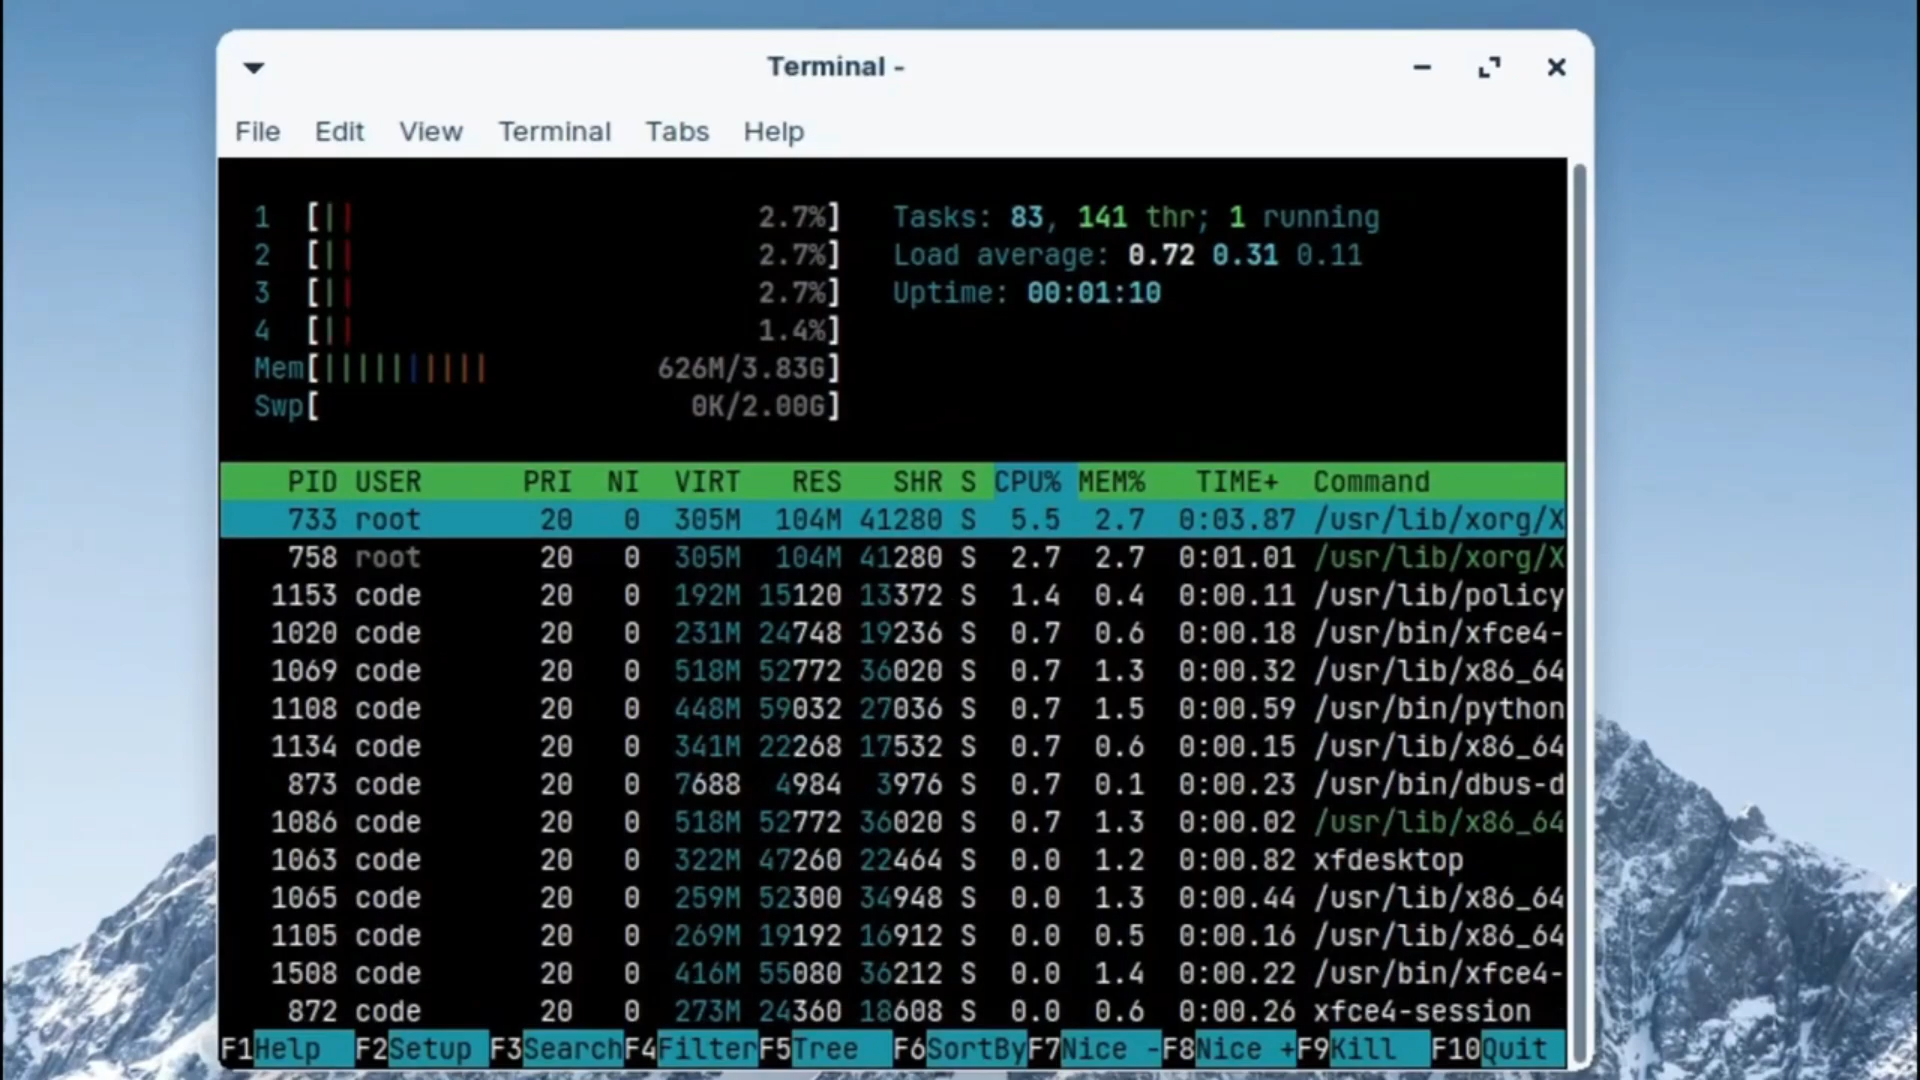 Terminal -
File Edit View Terminal Tabs Help
1 [|| 2.7%] Tasks: 83, 141 thr; 1 running
2 [|| 2.7%] Load average: 0.72 0.31 0.11
3 [|| 2.7%] Uptime: 00:01:10
4 [|| 1.4%]
Mem[|||||||||| 626M/3.83G]
Swp[ 0K/2.00G]
PID USER PRI NI VIRT RES SHR S CPU% MEM% TIME+ Command
733 root 20 0 305M 104M 41280 S 5.5 2.7 0:03.87 /usr/lib/xorg/X
758 root 20 0 305M 104M 41280 S 2.7 2.7 0:01.01 /usr/lib/xorg/X
1153 code 20 0 192M 15120 13372 S 1.4 0.4 0:00.11 /usr/lib/policy
1020 code 20 0 231M 24748 19236 S 0.7 0.6 0:00.18 /usr/bin/xfce4-
1069 code 20 0 518M 52772 36020 S 0.7 1.3 0:00.32 /usr/lib/x86_64
1108 code 20 0 448M 59032 27036 S 0.7 1.5 0:00.59 /usr/bin/python
1134 code 20 0 341M 22268 17532 S 0.7 0.6 0:00.15 /usr/lib/x86_64
873 code 20 0 7688 4984 3976 S 0.7 0.1 0:00.23 /usr/bin/dbus-d
1086 code 20 0 518M 52772 36020 S 0.7 1.3 0:00.02 /usr/lib/x86_64
1063 code 20 0 322M 47260 22464 S 0.0 1.2 0:00.82 xfdesktop
1065 code 20 0 259M 52300 34948 S 0.0 1.3 0:00.44 /usr/lib/x86_64
1105 code 20 0 269M 19192 16912 S 0.0 0.5 0:00.16 /usr/lib/x86_64
1508 code 20 0 416M 55080 36212 S 0.0 1.4 0:00.22 /usr/bin/xfce4-
872 code 20 0 273M 24360 18608 S 0.0 0.6 0:00.26 xfce4-session
F1Help F2Setup F3SearchF4FilterF5Tree F6SortByF7Nice -F8Nice +F9Kill F10Quit